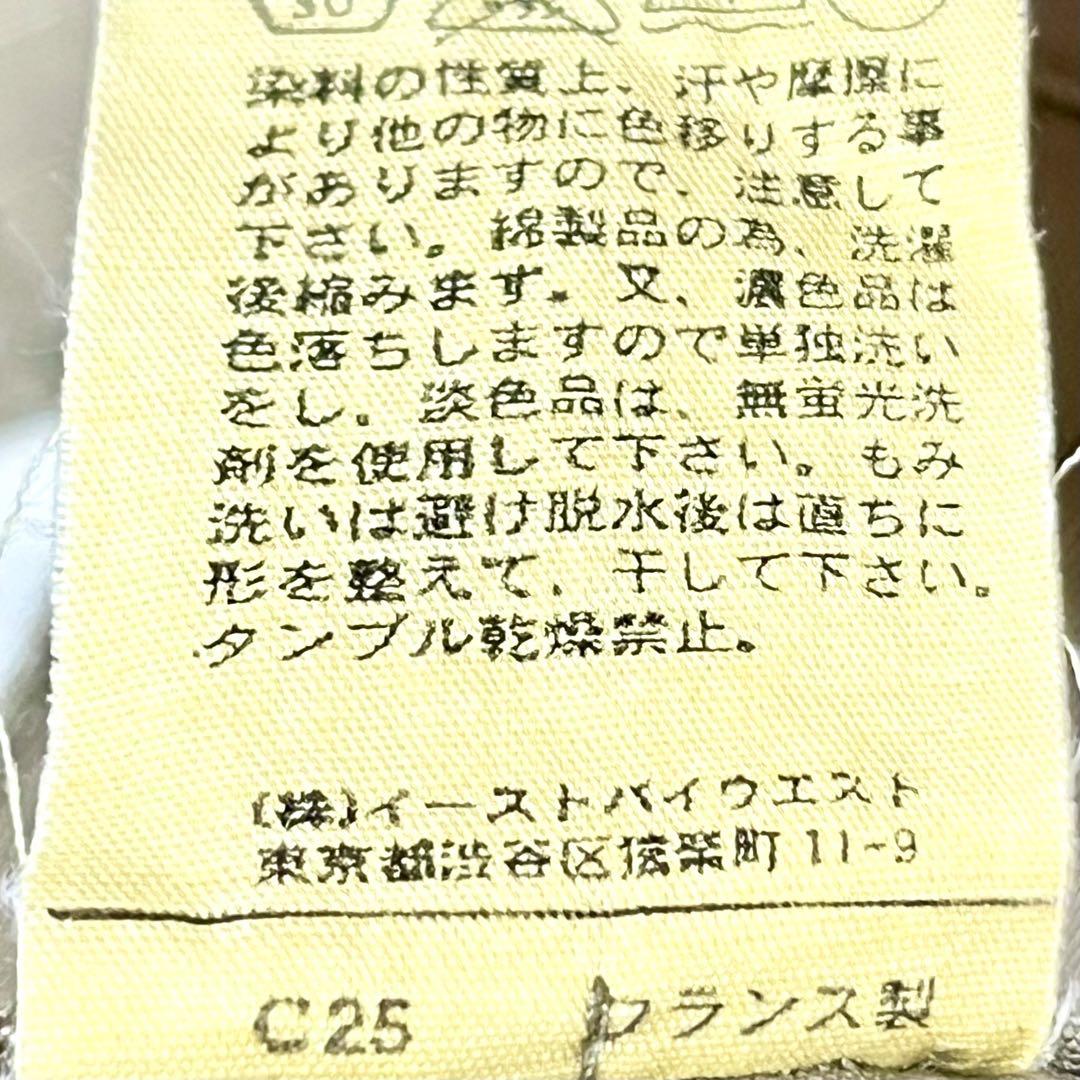 30
染料の性質上、汗や摩擦に
より他の物に色移りする事
がありますので、注意して
下さい。綿製品の為、洗濯
後縮みます。又、濃色品は
色落ちしますので単独洗い
をし。淡色品は、無蛍光洗
剤を使用して下さい。もみ
洗いは避け脱水後は直ちに
形を整えて、干して下さい。
タンブル乾燥禁止。
(株)イーストバイウエスト
東京都渋谷区猿楽町11-9
C25 フランス製